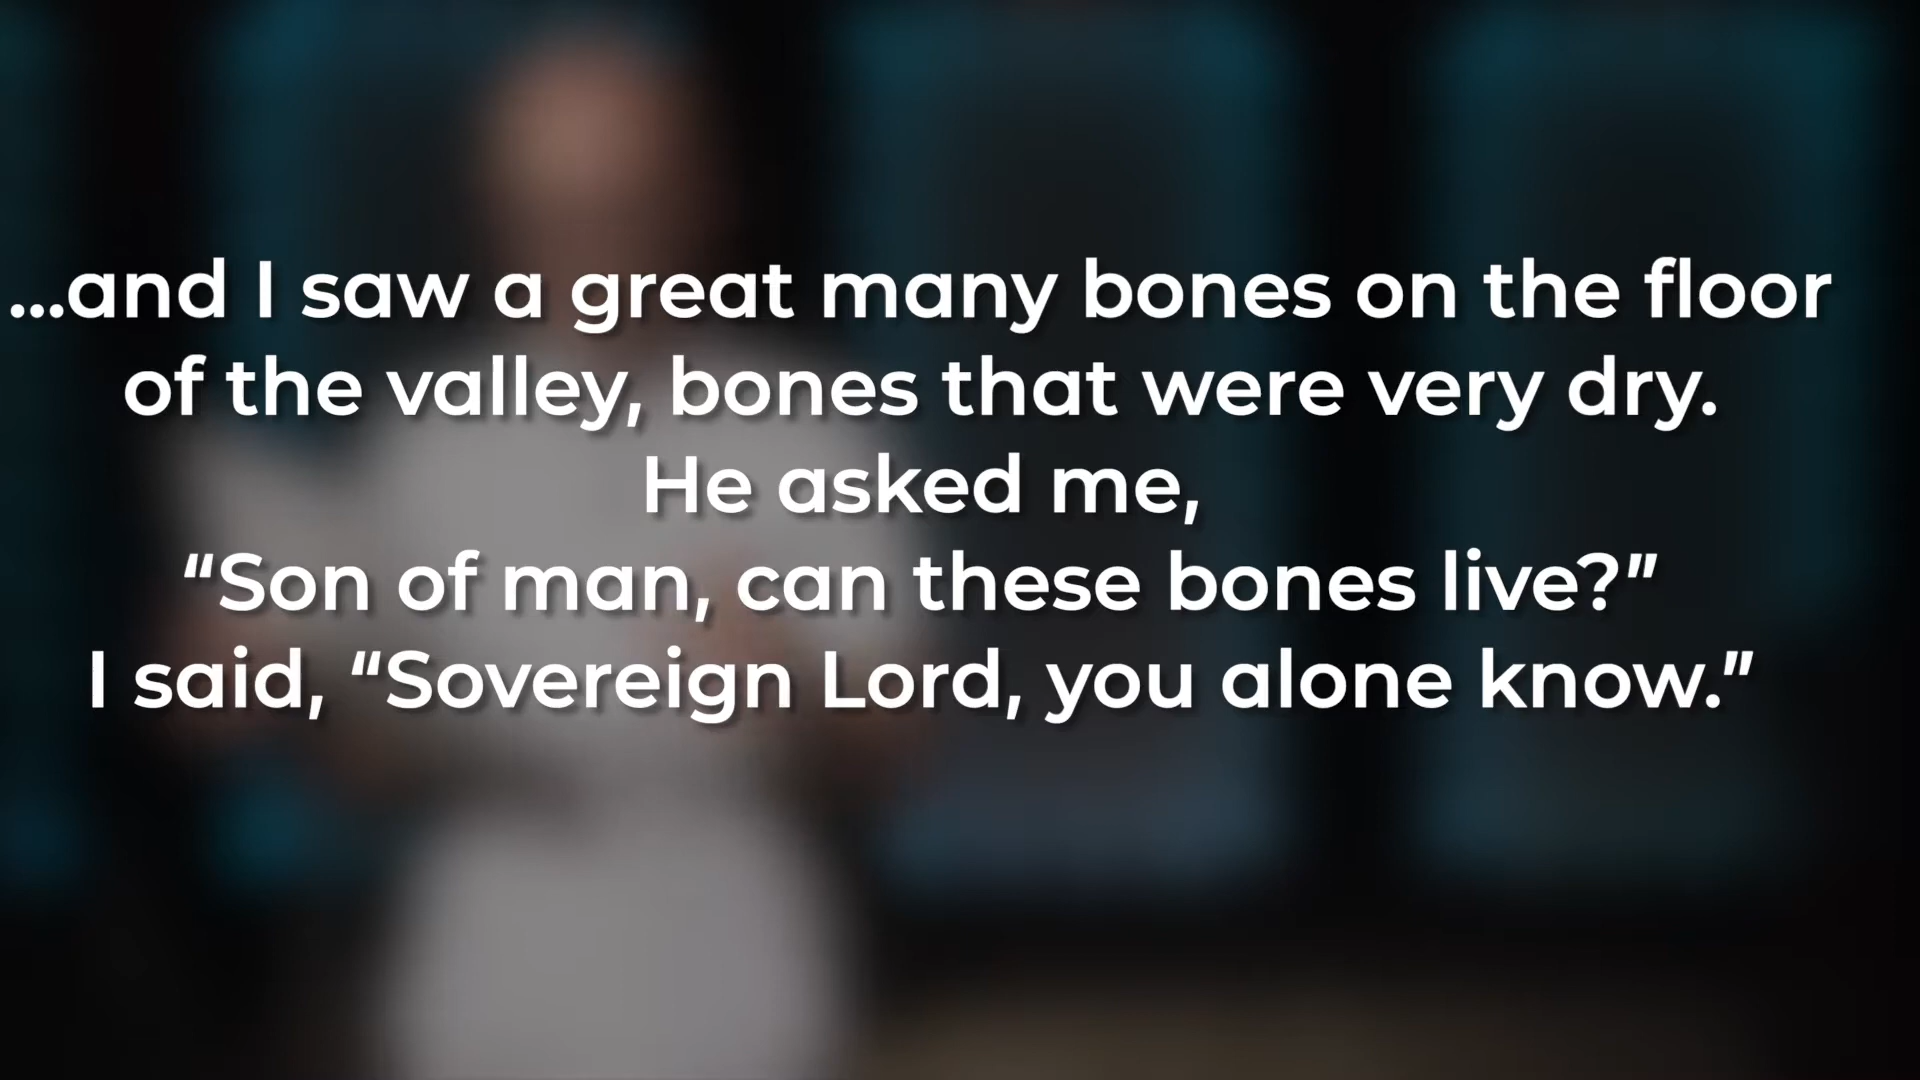 ...and I saw a great many bones on the floor
of the valley, bones that were very dry.
He asked me,
“Son of man, can these bones live?”
I said, “Sovereign Lord, you alone know.”